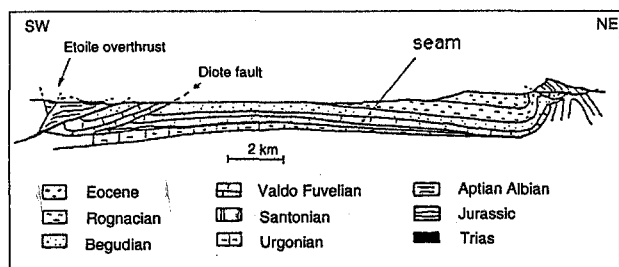 SW
NE
Etoile overthrust
Diote fault
seam
2 km
Eocene
Valdo Fuvelian
Aptian Albian
Rognacian
Santonian
Jurassic
Begudian
Urgonian
Trias